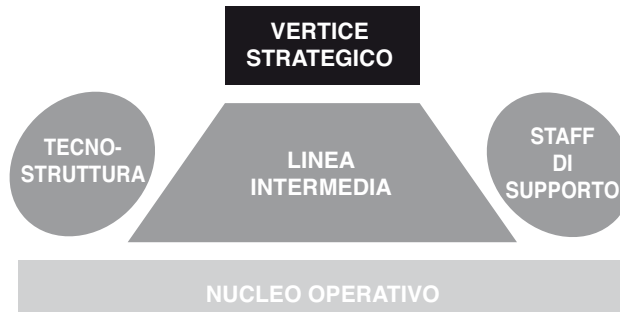 VERTICE
STRATEGICO
TECNO-
STRUTTURA
LINEA
INTERMEDIA
STAFF
DI
SUPPORTO
NUCLEO OPERATIVO